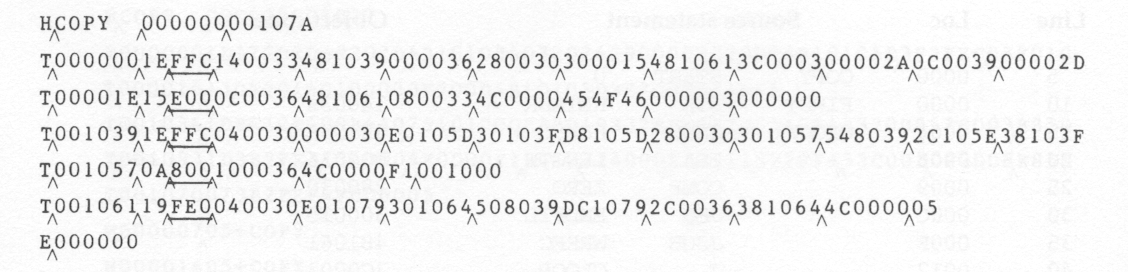 HCOPY  00000000107A
T0000001EFFC1400334810390000362800303000154810613C000300002A0C003900002D
T00001E15E000C00364810610800334C0000454F46000003000000
T0010391EFFC040030000030E0105D30103FD8105D2800303010575480392C105E38103F
T0010570A8001000364C0000F1001000
T00106119FE0040030E01079301064508039DC10792C00363810644C000005
E000000